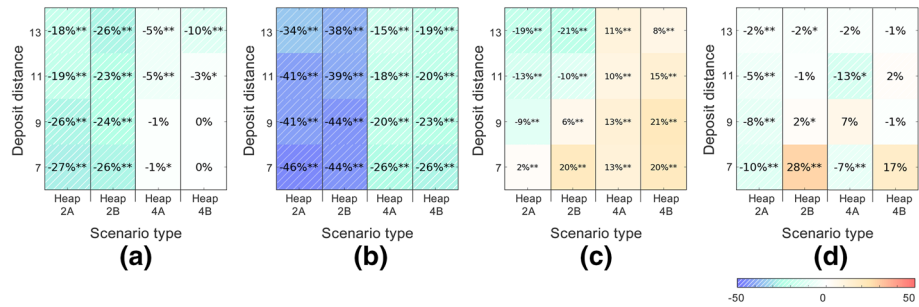 Deposit distance
13 -18%** -26%** -5%** -10%**
11 -19%** -23%** -5%** -3%*
9 -26%** -24%** -1% 0%
7 -27%** -26%** -1%* 0%
Heap 2A Heap 2B Heap 4A Heap 4B
Scenario type
(a)
Deposit distance
13 -34%** -38%** -15%** -19%**
11 -41%** -39%** -18%** -20%**
9 -41%** -44%** -20%** -23%**
7 -46%** -44%** -26%** -26%**
Heap 2A Heap 2B Heap 4A Heap 4B
Scenario type
(b)
Deposit distance
13 -19%** -21%** 11%** 8%**
11 -13%** -10%** 10%** 15%**
9 -9%** 6%** 13%** 21%**
7 2%** 20%** 13%** 20%**
Heap 2A Heap 2B Heap 4A Heap 4B
Scenario type
(c)
Deposit distance
13 -2%** -2%** -2% -1%
11 -5%** -1% -13%* 2%
9 -8%** 2%* 7% -1%
7 -10%** 28%** -7%** 17%
Heap 2A Heap 2B Heap 4A Heap 4B
Scenario type
(d)
-50 0 50